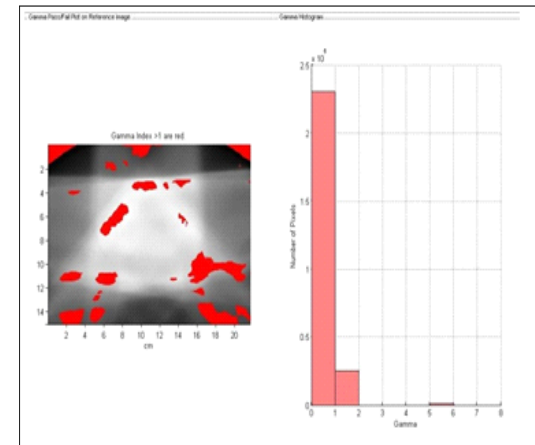 Gamma Pass/Fail Plot on Reference Image
Gamma Histogram
x 10
2.5
2
1.5
1
0.5
0
Number of Pixels
0 1 2 3 4 5 6 7 8
Gamma
Gamma Index >1 are red.
2
4
6
8
10
12
14
2 4 6 8 10 12 14 16 18 20
cm